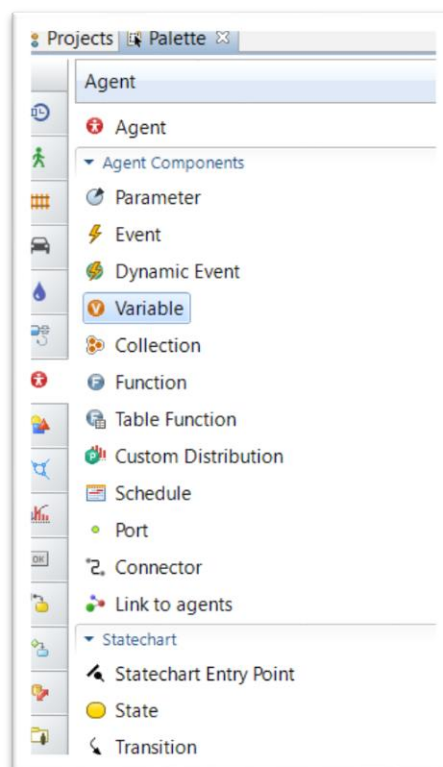 Projects Palette
Agent
Agent
Agent Components
Parameter
Event
Dynamic Event
Variable
Collection
Function
Table Function
Custom Distribution
Schedule
Port
Connector
Link to agents
Statechart
Statechart Entry Point
State
Transition
OK